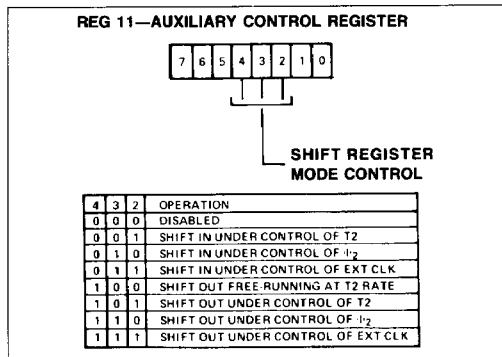 REG 11—AUXILIARY CONTROL REGISTER
7 6 5 4 3 2 1 0
SHIFT REGISTER
MODE CONTROL
4 3 2 OPERATION
0 0 0 DISABLED
0 0 1 SHIFT IN UNDER CONTROL OF T2
0 1 0 SHIFT IN UNDER CONTROL OF Φ2
0 1 1 SHIFT IN UNDER CONTROL OF EXT CLK
1 0 0 SHIFT OUT FREE-RUNNING AT T2 RATE
1 0 1 SHIFT OUT UNDER CONTROL OF T2
1 1 0 SHIFT OUT UNDER CONTROL OF Φ2
1 1 1 SHIFT OUT UNDER CONTROL OF EXT CLK